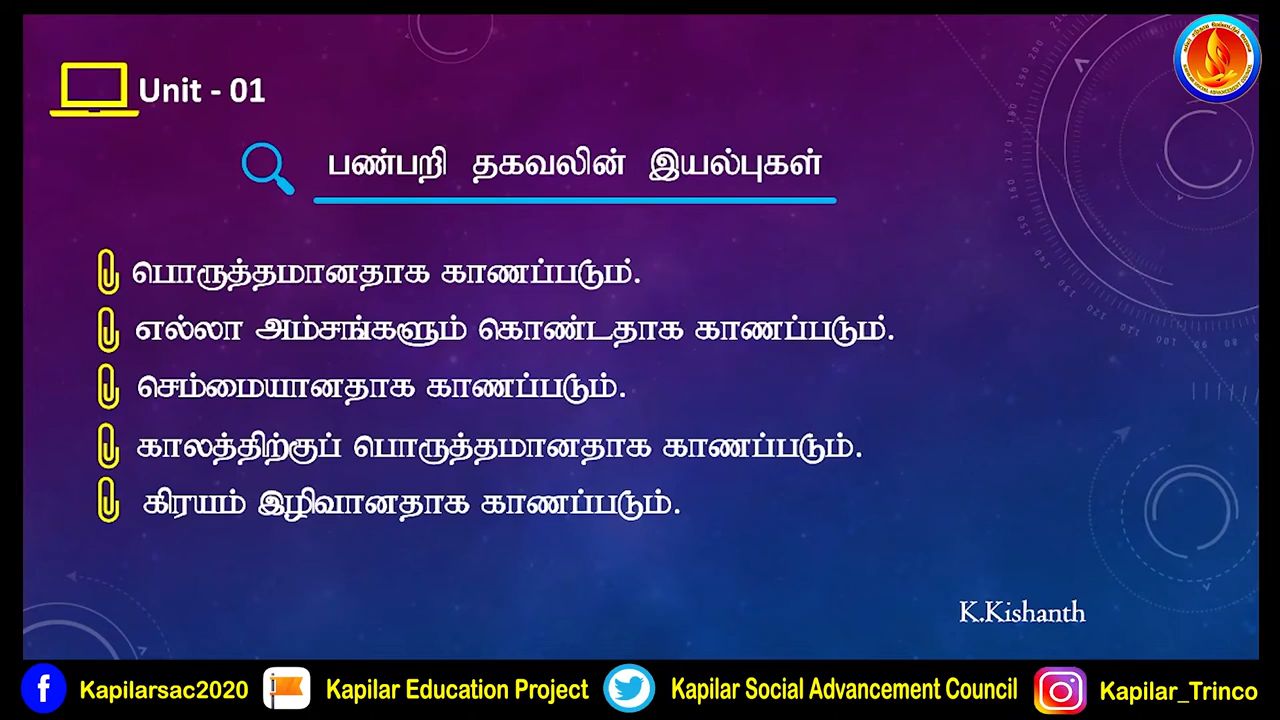 Unit - 01
பண்பறி தகவலின் இயல்புகள்
பொருத்தமானதாக காணப்படும்.
எல்லா அம்சங்களும் கொண்டதாக காணப்படும்.
செம்மையானதாக காணப்படும்.
காலத்திற்குப் பொருத்தமானதாக காணப்படும்.
கிரயம் இழிவானதாக காணப்படும்.
K.Kishanth
Kapilarsac2020
Kapilar Education Project
Kapilar Social Advancement Council
Kapilar_Trinco